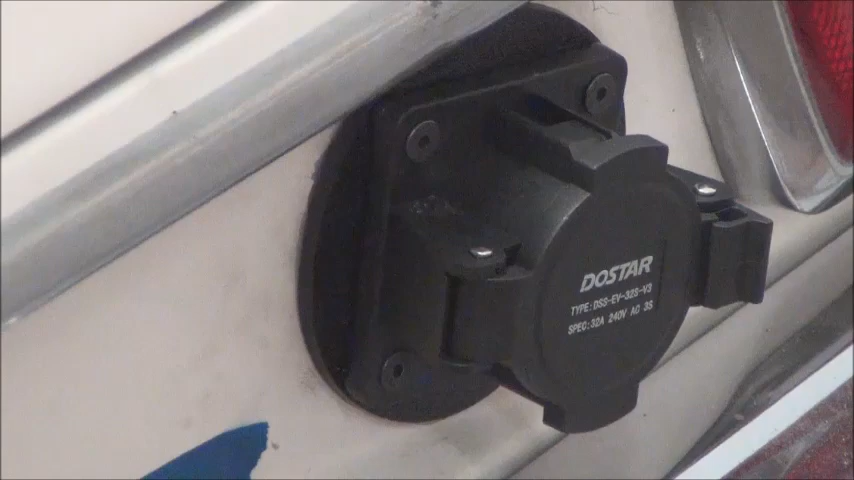 DOSTAR
TYPE:DSS-EV-32S-V3
SPEC:32A 240V AC 3S